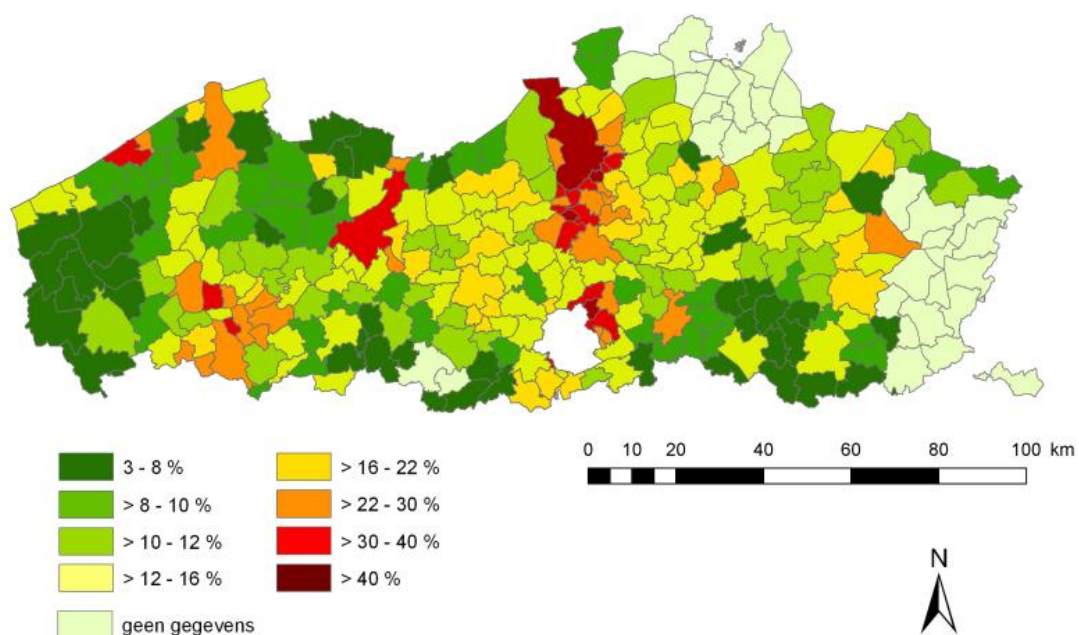 3 - 8 %
> 8 - 10 %
> 10 - 12 %
> 12 - 16 %
geen gegevens
> 16 - 22 %
> 22 - 30 %
> 30 - 40 %
> 40 %
0 10 20 40 60 80 100 km
N